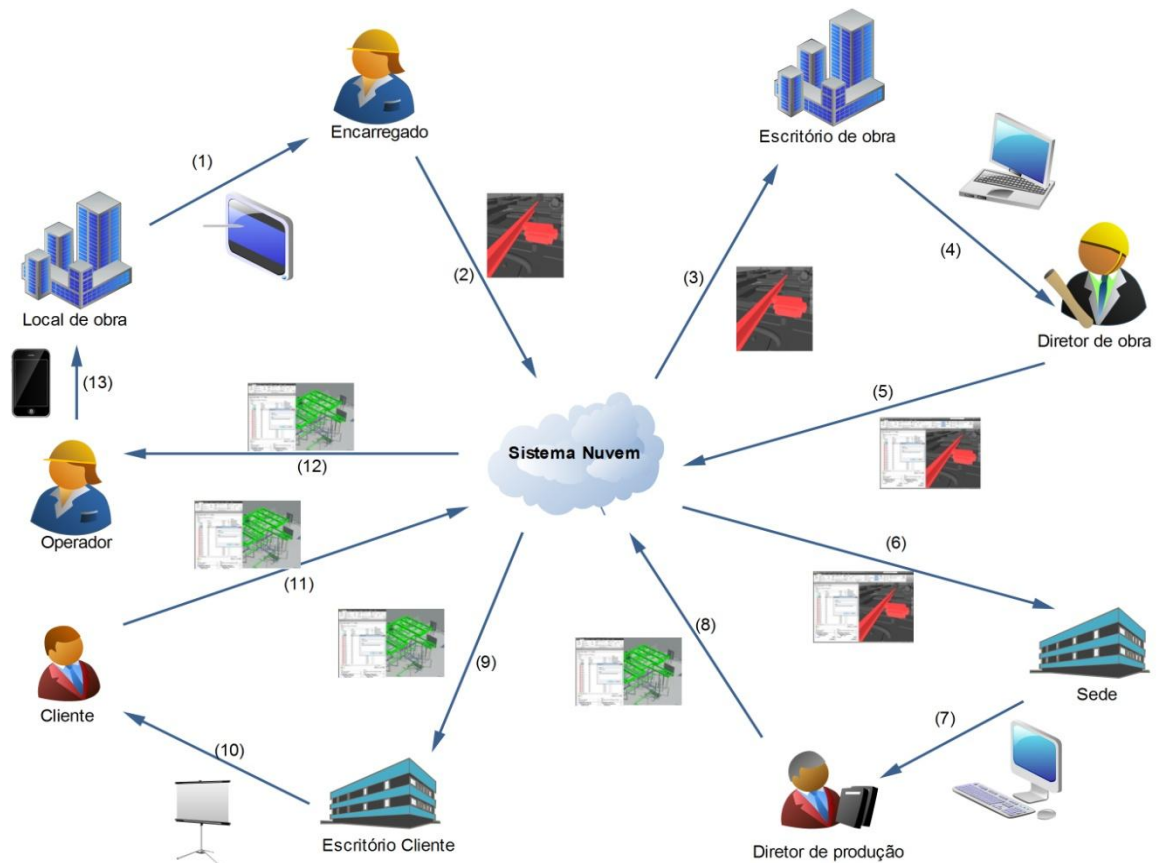 Encarregado
Escritório de obra
(1)
(2)
(3)
(4)
Local de obra
Diretor de obra
(13)
(5)
(12)
Sistema Nuvem
Operador
(6)
(11)
(8)
(9)
Cliente
Sede
(10)
(7)
Escritório Cliente
Diretor de produção